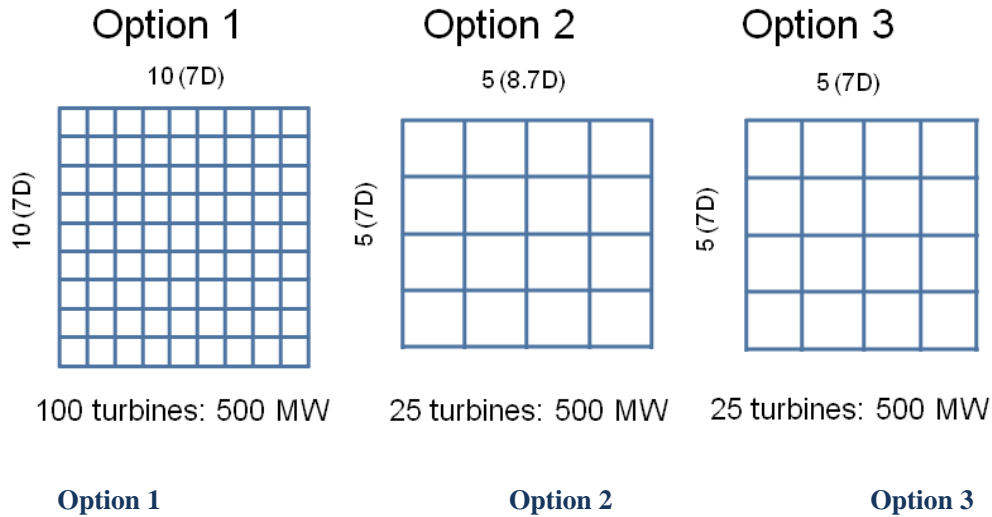 Option 1
Option 2
Option 3
10 (7D)
5 (8.7D)
5 (7D)
10 (7D)
5 (7D)
5 (7D)
100 turbines: 500 MW
25 turbines: 500 MW
25 turbines: 500 MW
Option 1
Option 2
Option 3